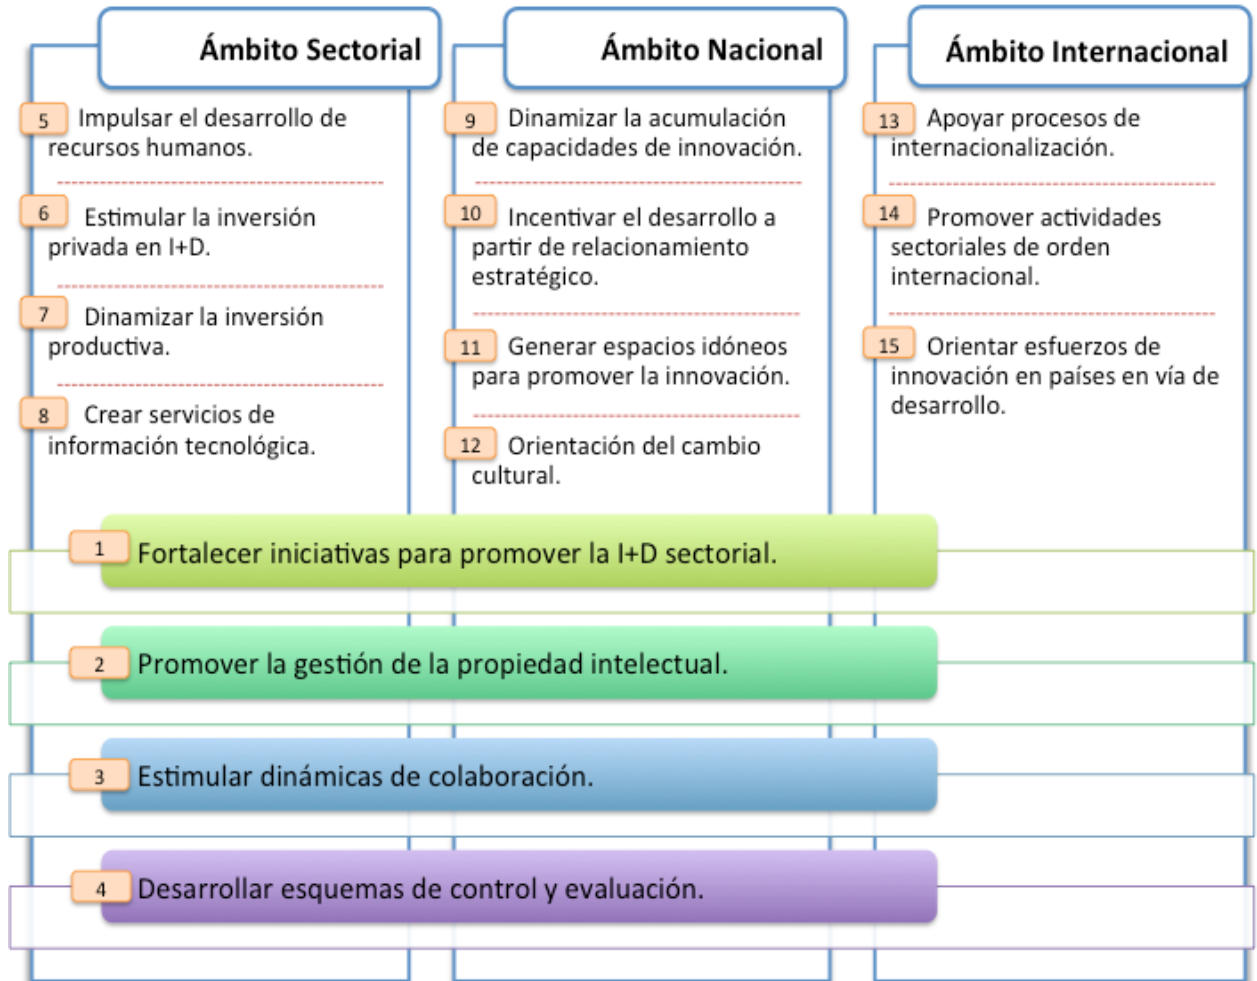 Ámbito Sectorial
5 Impulsar el desarrollo de
recursos humanos.
6 Estimular la inversión
privada en I+D.
7 Dinamizar la inversión
productiva.
8 Crear servicios de
información tecnológica.
Ámbito Nacional
9 Dinamizar la acumulación
de capacidades de innovación.
10 Incentivar el desarrollo a
partir de relacionamiento
estratégico.
11 Generar espacios idóneos
para promover la innovación.
12 Orientación del cambio
cultural.
Ámbito Internacional
13 Apoyar procesos de
internacionalización.
14 Promover actividades
sectoriales de orden
internacional.
15 Orientar esfuerzos de
innovación en países en vía de
desarrollo.
1 Fortalecer iniciativas para promover la I+D sectorial.
2 Promover la gestión de la propiedad intelectual.
3 Estimular dinámicas de colaboración.
4 Desarrollar esquemas de control y evaluación.